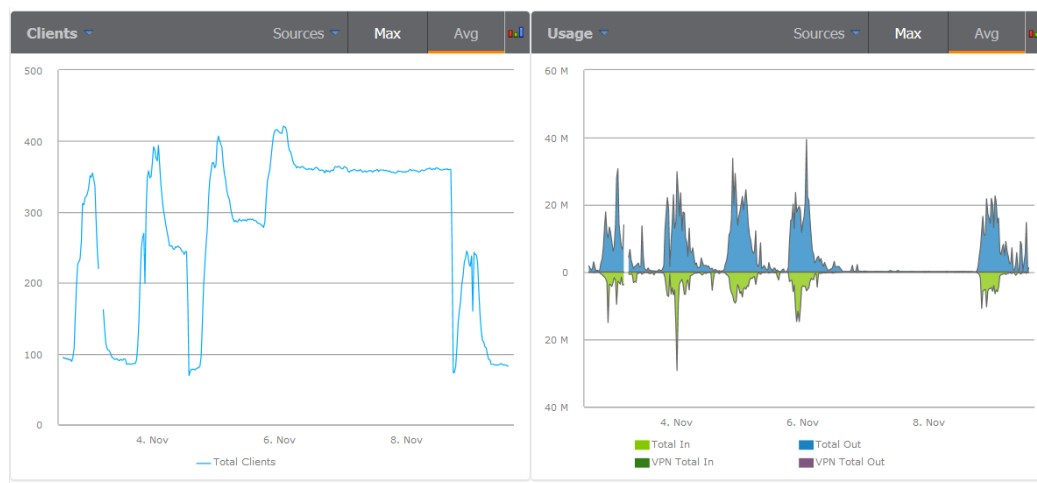 Clients Sources Max Avg
500
400
300
200
100
0
4. Nov 6. Nov 8. Nov
Total Clients
Usage Sources Max Avg
60 M
40 M
20 M
0
20 M
40 M
4. Nov 6. Nov 8. Nov
Total In Total Out
VPN Total In VPN Total Out